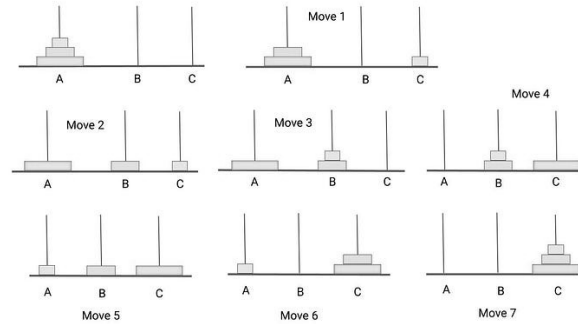 Move 1
A B C
A B C
Move 4
Move 2
Move 3
A B C
A B C
A B C
A B C
A B C
A B C
Move 5
Move 6
Move 7